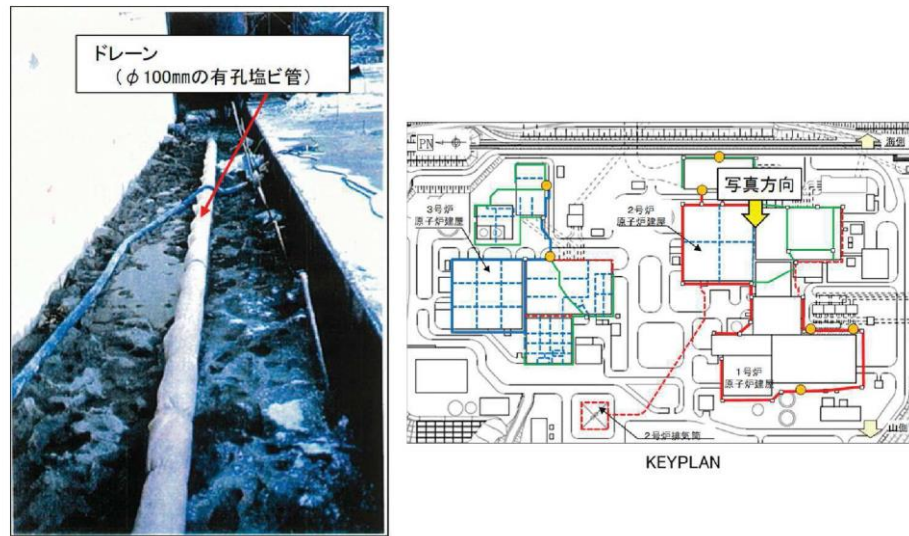 ドレーン
(φ100㎜の有孔塩ビ管)
PN
海側
写真方向
3号炉
原子炉建屋
2号炉
原子炉建屋
1号炉
原子炉建屋
2号炉排気筒
山側
KEYPLAN